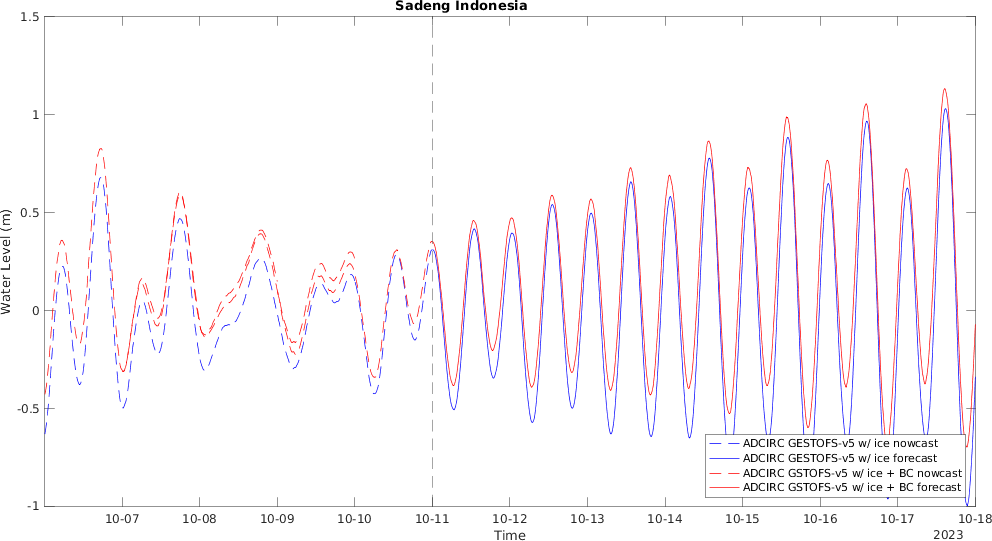 Sadeng Indonesia
1.5
1
0.5
0
-0.5
-1
Water Level (m)
10-07 10-08 10-09 10-10 10-11 10-12 10-13 10-14 10-15 10-16 10-17 10-18
Time
2023
ADCIRC GESTOFS-v5 w/ ice nowcast
ADCIRC GESTOFS-v5 w/ ice forecast
ADCIRC GSTOFS-v5 w/ ice + BC nowcast
ADCIRC GSTOFS-v5 w/ ice + BC forecast